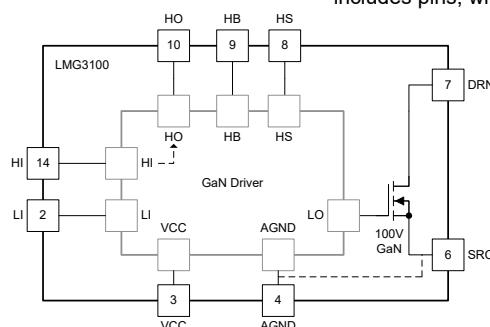 includes pins, wi
HO HB HS
10 9 8
LMG3100
7 DRN
HO HB HS
HI 14 HI
GaN Driver
LI 2 LI
LO
100V
GaN
VCC AGND
6 SRC
3 4
VCC AGND